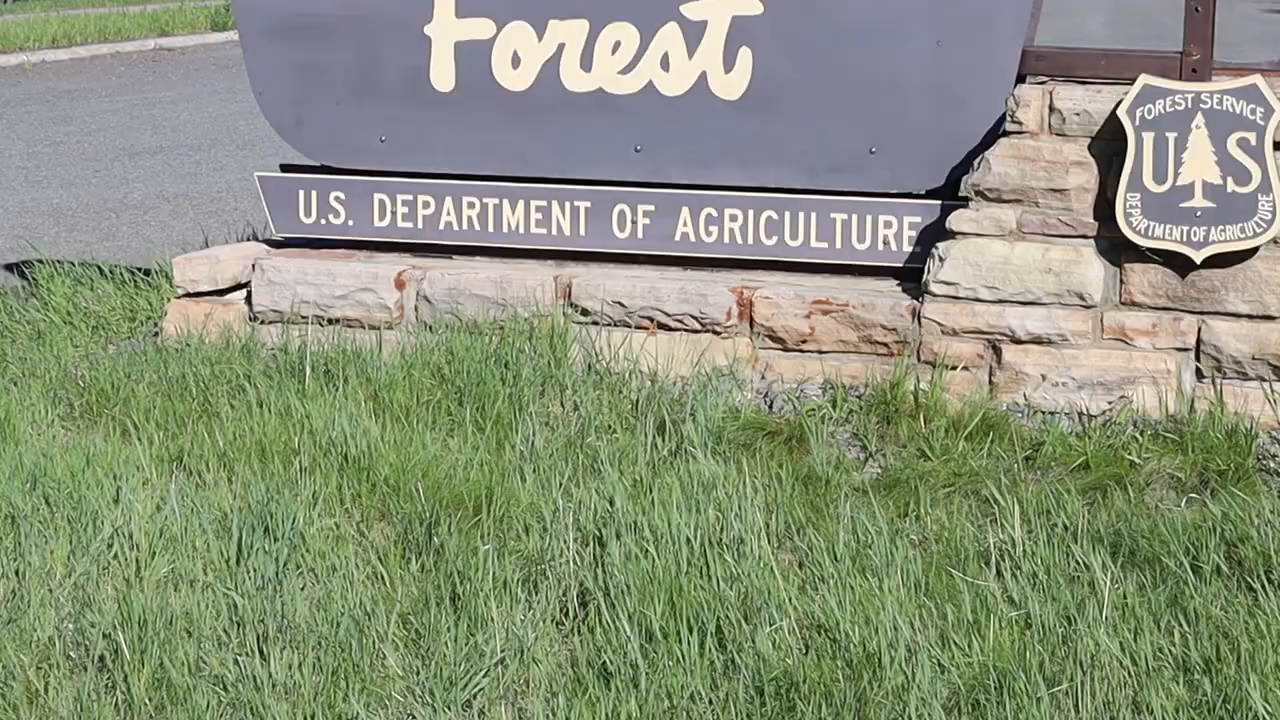 Forest
U.S. DEPARTMENT OF AGRICULTURE
FOREST SERVICE
U S
DEPARTMENT OF AGRICULTURE